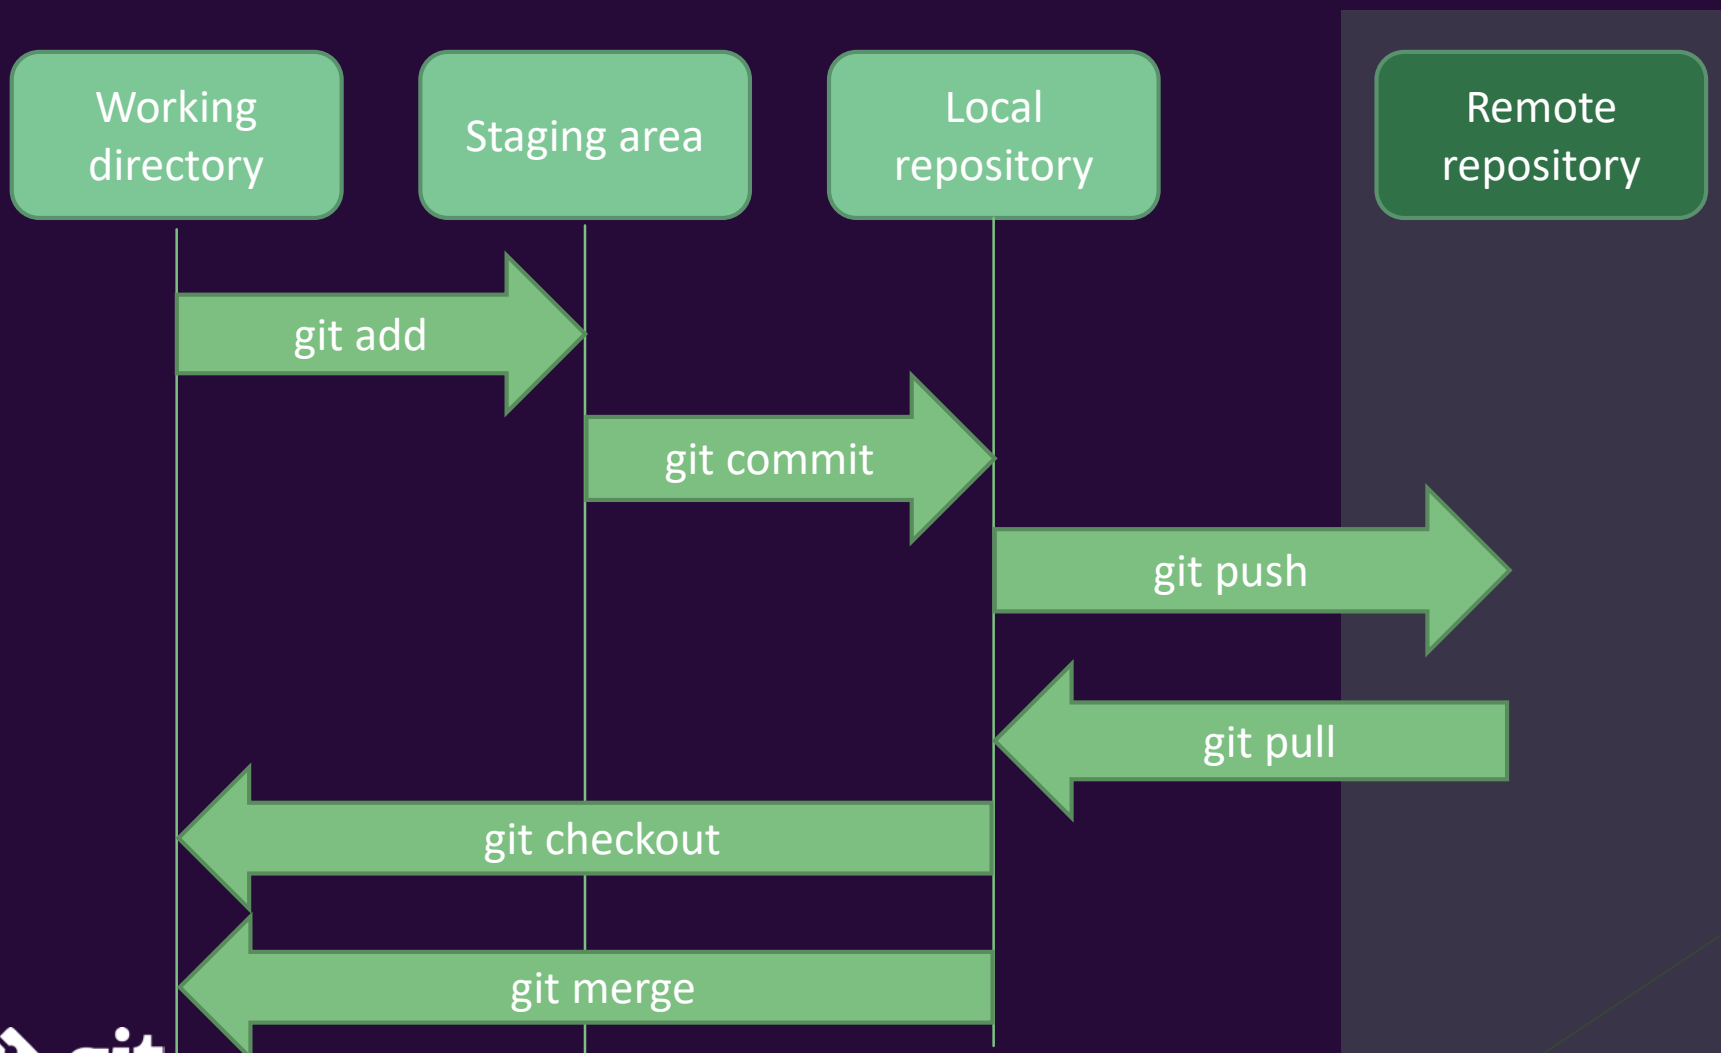 Working
directory
Staging area
Local
repository
Remote
repository
git add
git commit
git push
git pull
git checkout
git merge
git